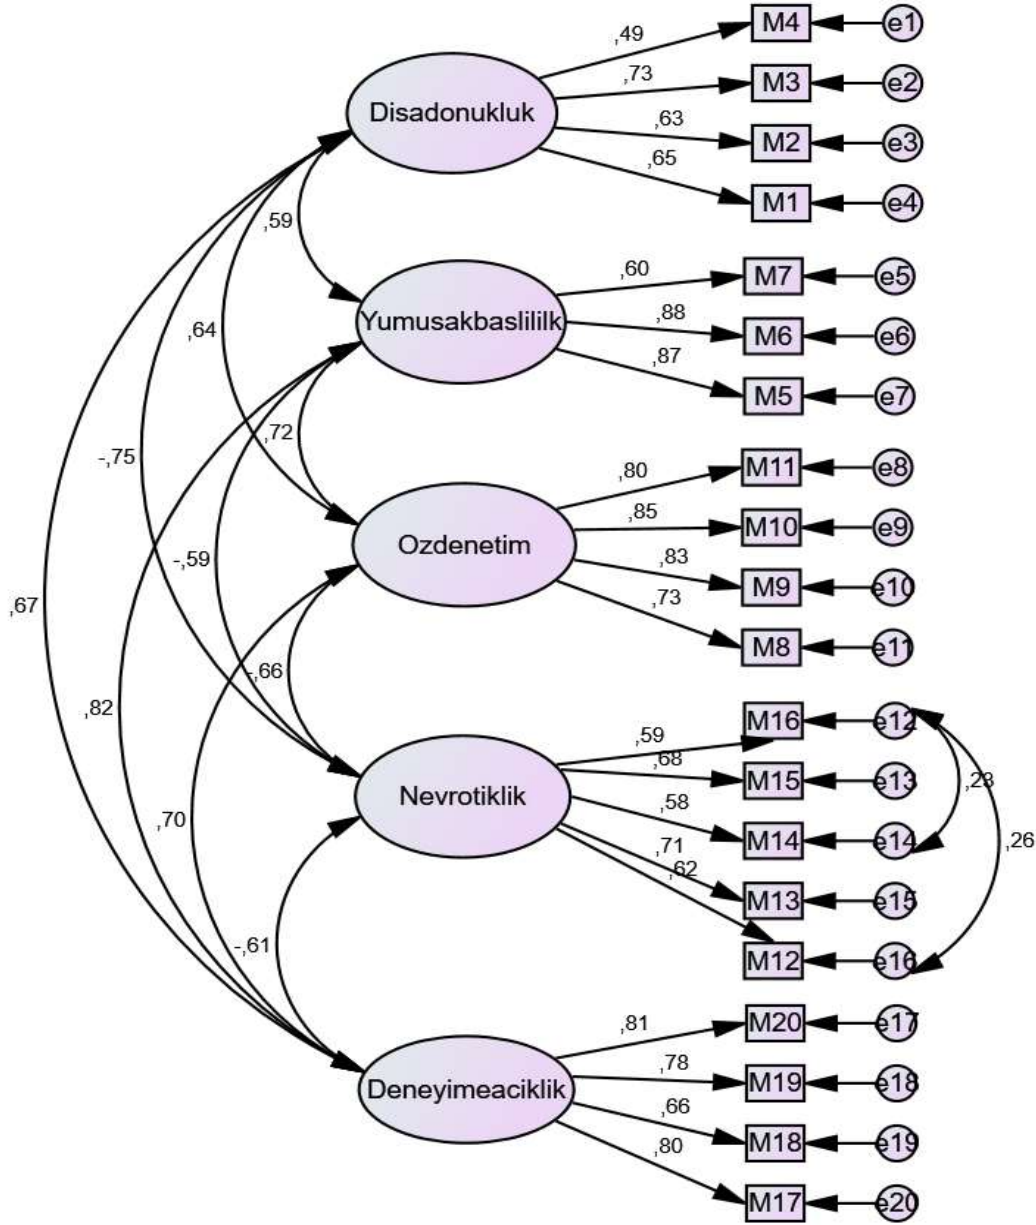 M4 e1
,49
Disadonukluk
,73
M3 e2
,63
M2 e3
,65
M1 e4
,59
,60
M7 e5
Yumusakbaslililk
,88
M6 e6
,87
M5 e7
,64
,72
-,75
,80
M11 e8
,85
M10 e9
Ozdenetim
-,59
,83
M9 e10
,67
,73
M8 e11
-,66
,82
M16 e12
,59
,68
M15 e13
,23
Nevrotiklik
,58
M14 e14
,26
,70
,71
,62
M13 e15
-,61
M12 e16
,81
M20 e17
,78
M19 e18
Deneyimeaciklik
,66
M18 e19
,80
M17 e20